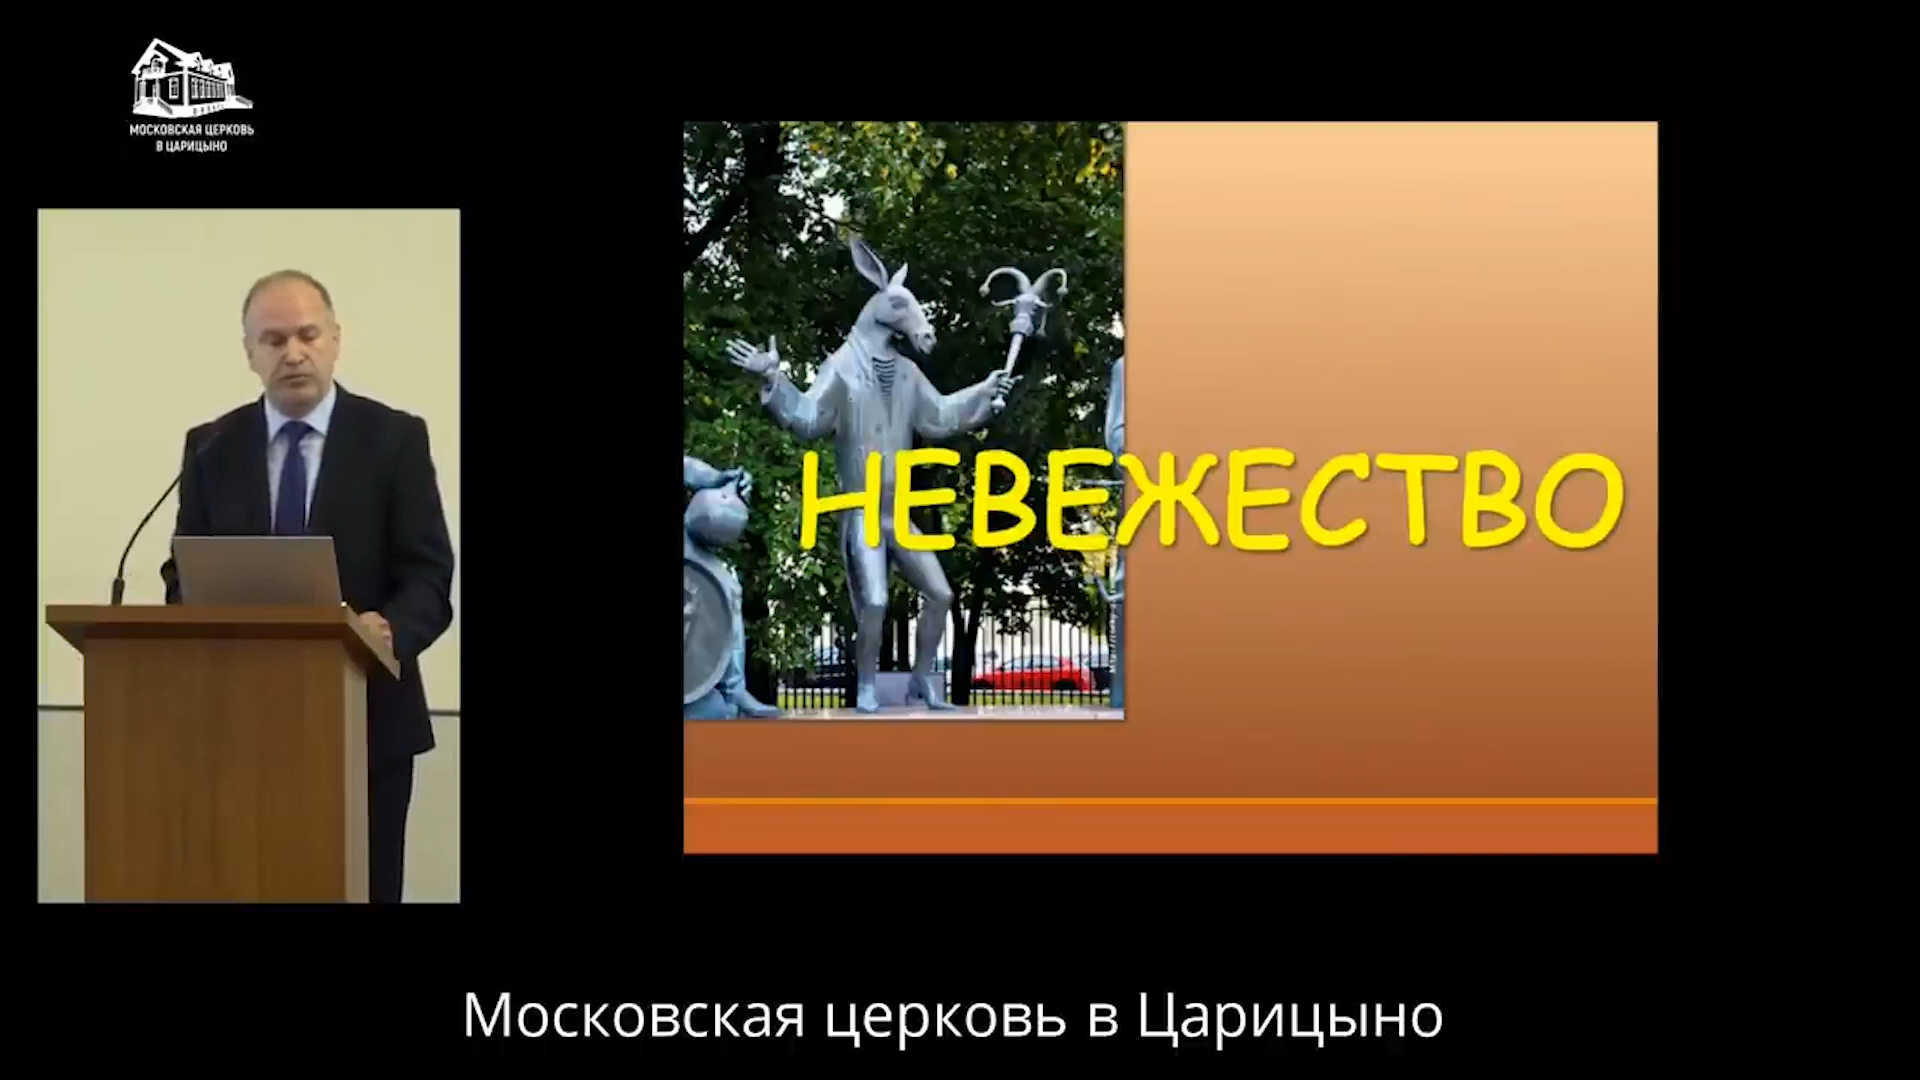 МОСКОВСКАЯ ЦЕРКОВЬ
В ЦАРИЦЫНО
НЕВЕЖЕСТВО
Московская церковь в Царицыно